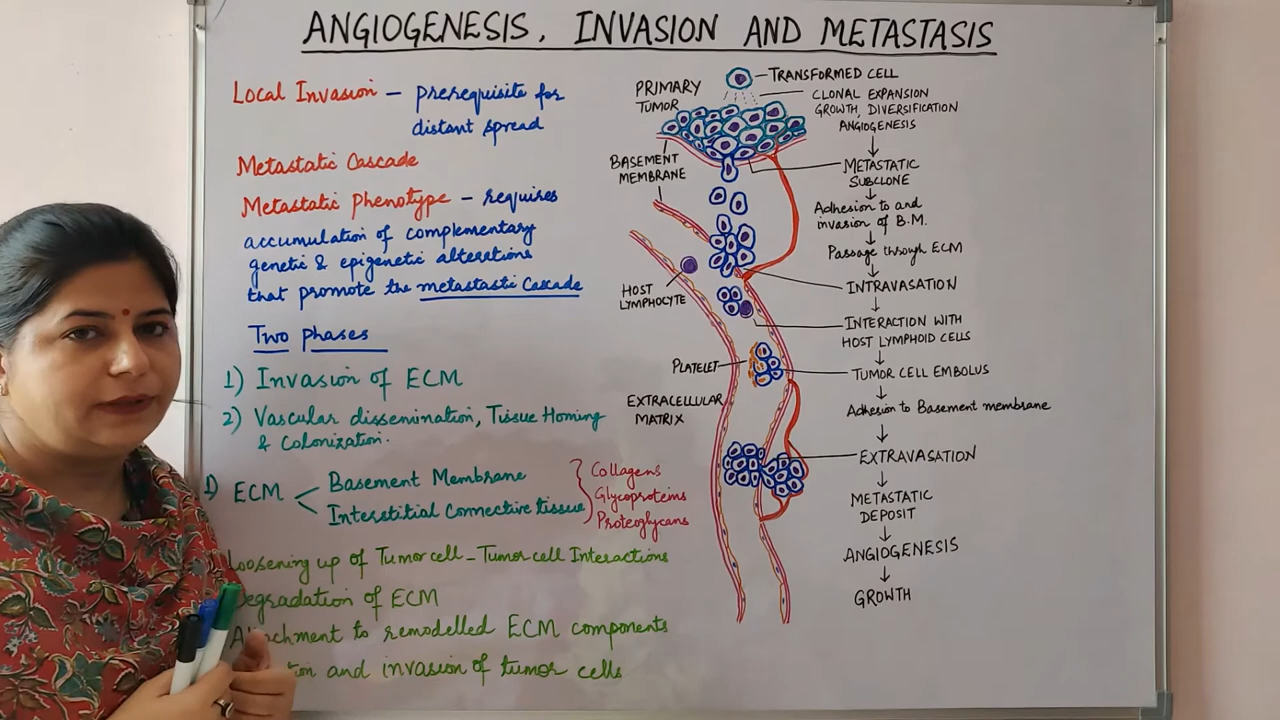 ANGIOGENESIS, INVASION AND METASTASIS
Local Invasion – prerequisite for
distant spread
Metastatic Cascade
Metastatic Phenotype – requires
accumulation of complementary
genetic & epigenetic alterations
that promote the metastastic Cascade
Two phases
1) Invasion of ECM
2) Vascular dissemination, Tissue Homing
& Colonization.
1) ECM
Basement Membrane
Interstitial Connective tissue
Collagens
Glycoproteins
Proteoglycans
Loosening up of Tumor cell – Tumor cell Interactions
Degradation of ECM
to remodelled ECM components
and invasion of tumor cells
PRIMARY
TUMOR
BASEMENT
MEMBRANE
HOST
LYMPHOCYTE
PLATELET
EXTRACELLULAR
MATRIX
TRANSFORMED CELL
CLONAL EXPANSION
GROWTH, DIVERSIFICATION
ANGIOGENESIS
↓
METASTATIC
SUBCLONE
↓
Adhesion to and
invasion of B.M.
↓
Passage through ECM
↓
INTRAVASATION
↓
INTERACTION WITH
HOST LYMPHOID CELLS
↓
TUMOR CELL EMBOLUS
↓
Adhesion to Basement membrane
↓
EXTRAVASATION
↓
METASTATIC
DEPOSIT
↓
ANGIOGENESIS
↓
GROWTH